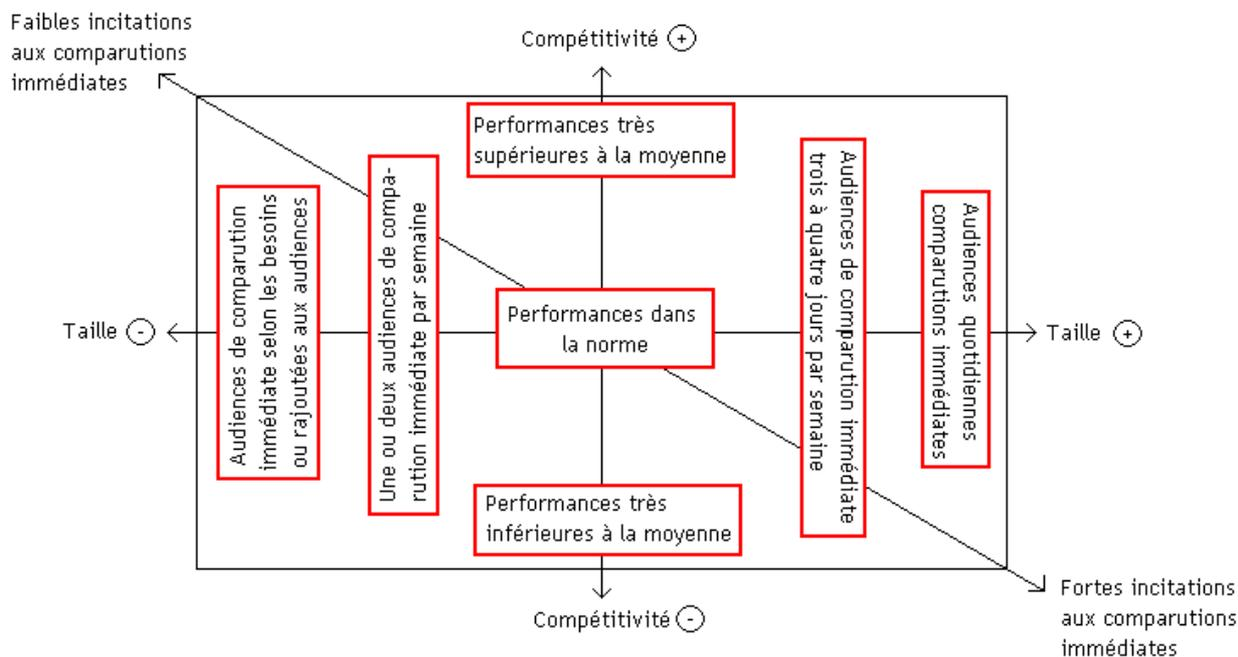 Faibles incitations
aux comparutions
immédiates
Compétitivité +
Performances très
supérieures à la moyenne
Audiences de comparution
immédiate selon les besoins
ou rajoutées aux audiences
Une ou deux audiences de compa-
rution immédiate par semaine
Audiences de comparution immédiate
trois à quatre jours par semaine
Audiences quotidiennes
comparutions immédiates
Taille -
Performances dans
la norme
Taille +
Performances très
inférieures à la moyenne
Compétitivité -
Fortes incitations
aux comparutions
immédiates